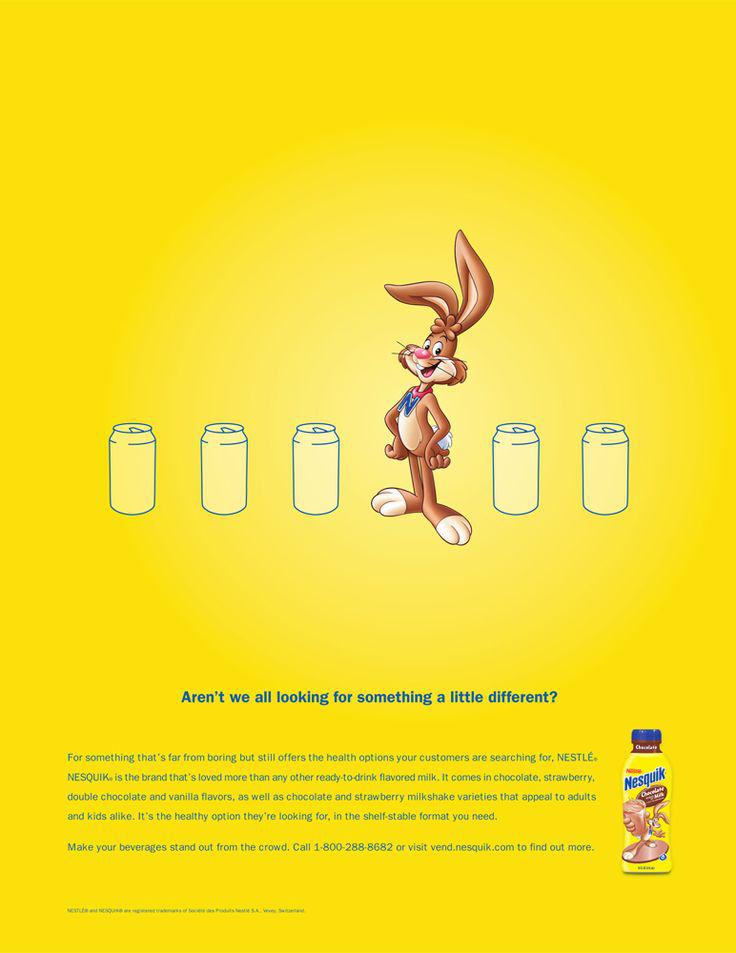 N
Aren't we all looking for something a little different?
For something that's far from boring but still offers the health options your customers are searching for, NESTLÉ®
NESQUIK® is the brand that's loved more than any other ready-to-drink flavored milk. It comes in chocolate, strawberry,
double chocolate and vanilla flavors, as well as chocolate and strawberry milkshake varieties that appeal to adults
and kids alike. It's the healthy option they're looking for, in the shelf-stable format you need.
Make your beverages stand out from the crowd. Call 1-800-288-8682 or visit vend.nesquik.com to find out more.
Chocolate
Nestlé
Nesquik
Chocolate
Milk
NESTLÉ® and NESQUIK® are registered trademarks of Société des Produits Nestlé S.A., Vevey, Switzerland.